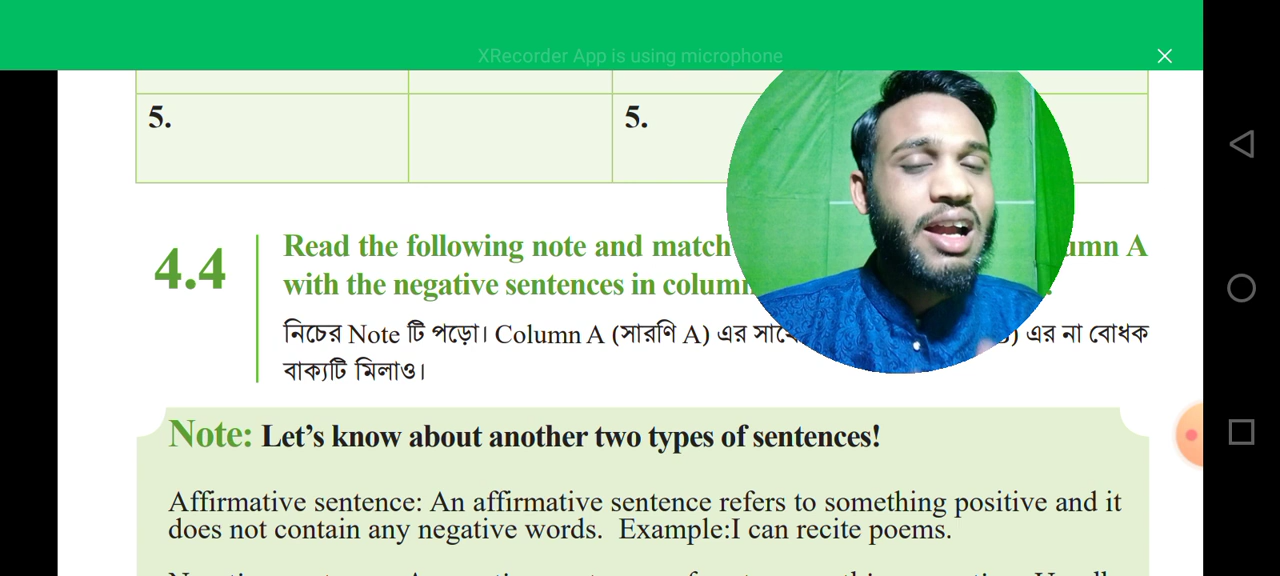 XRecorder App is using microphone
5.
5.
4.4
Read the following note and match umn A
with the negative sentences in colum
নিচের Note টি পড়ো। Column A (সারণি A) এর এর না বোধক
বাক্যটি মিলাও।
Note: Let's know about another two types of sentences!
Affirmative sentence: An affirmative sentence refers to something positive and it
does not contain any negative words. Example:I can recite poems.